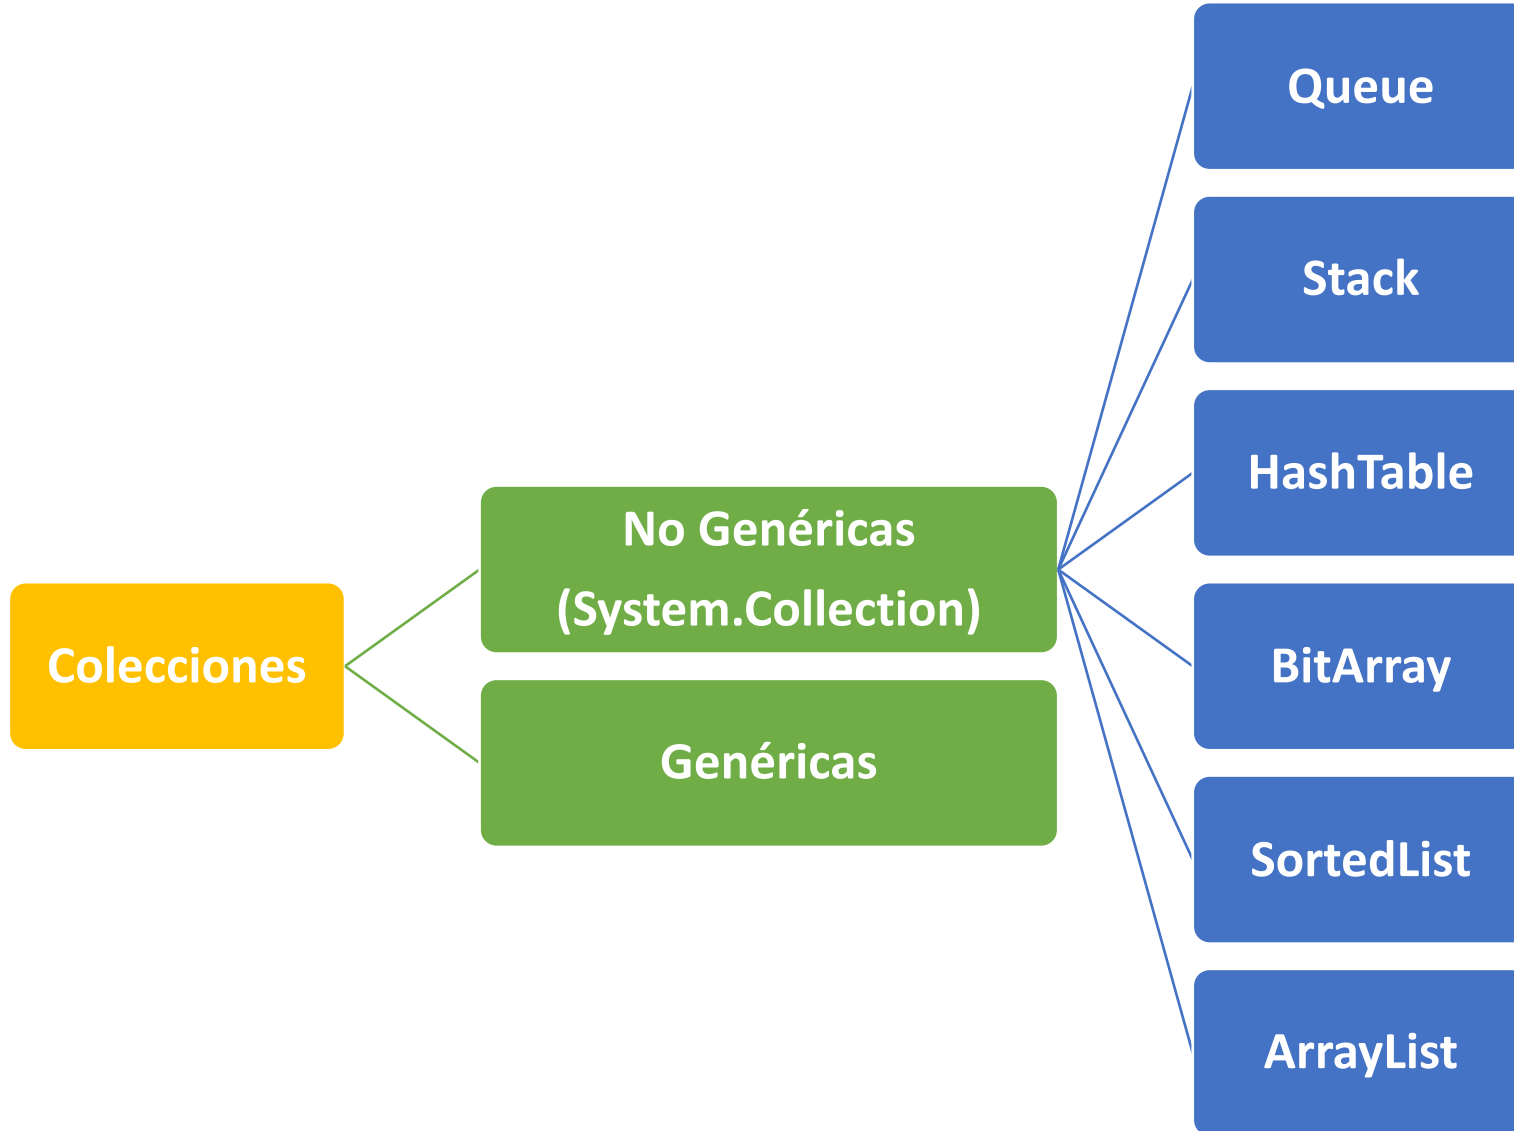 Colecciones
No Genéricas
(System.Collection)
Genéricas
Queue
Stack
HashTable
BitArray
SortedList
ArrayList